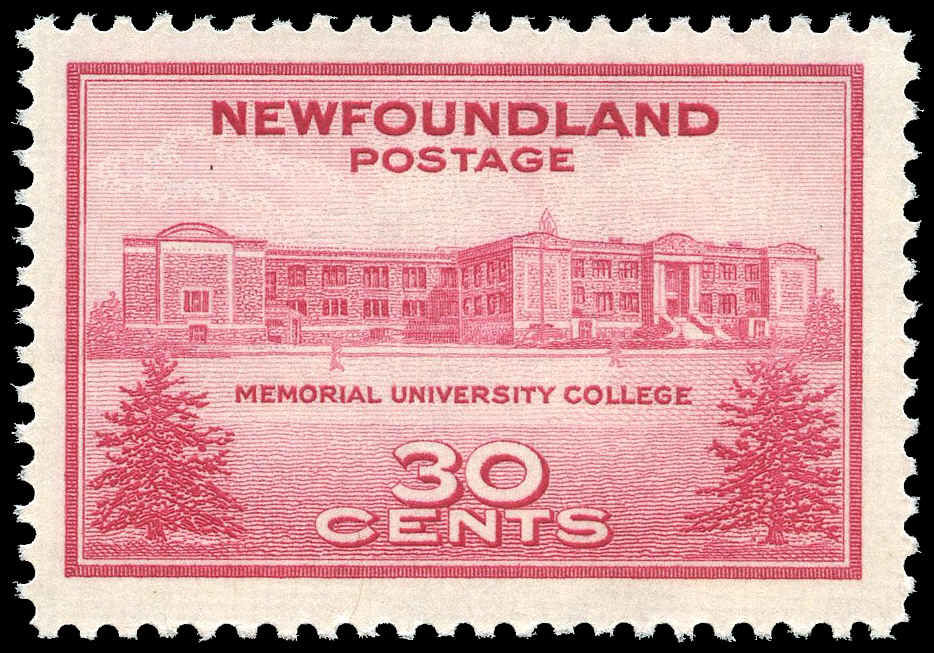 NEWFOUNDLAND
POSTAGE
MEMORIAL UNIVERSITY COLLEGE
30
CENTS